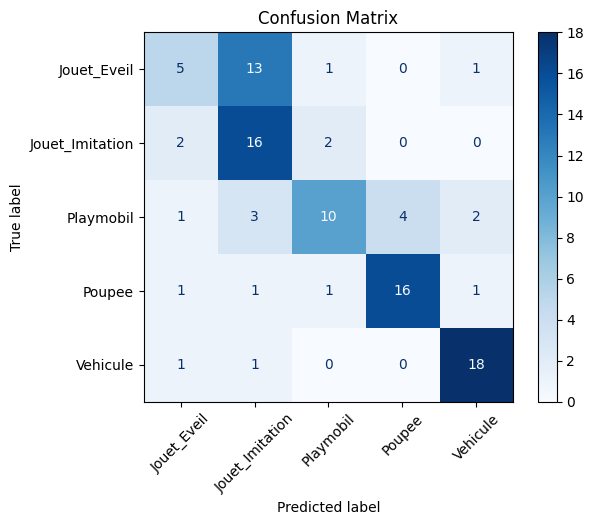 Confusion Matrix
Jouet_Eveil 5 13 1 0 1
Jouet_Imitation 2 16 2 0 0
Playmobil 1 3 10 4 2
Poupee 1 1 1 16 1
Vehicule 1 1 0 0 18
Jouet_Eveil Jouet_Imitation Playmobil Poupee Vehicule
Predicted label
True label
18
16
14
12
10
8
6
4
2
0